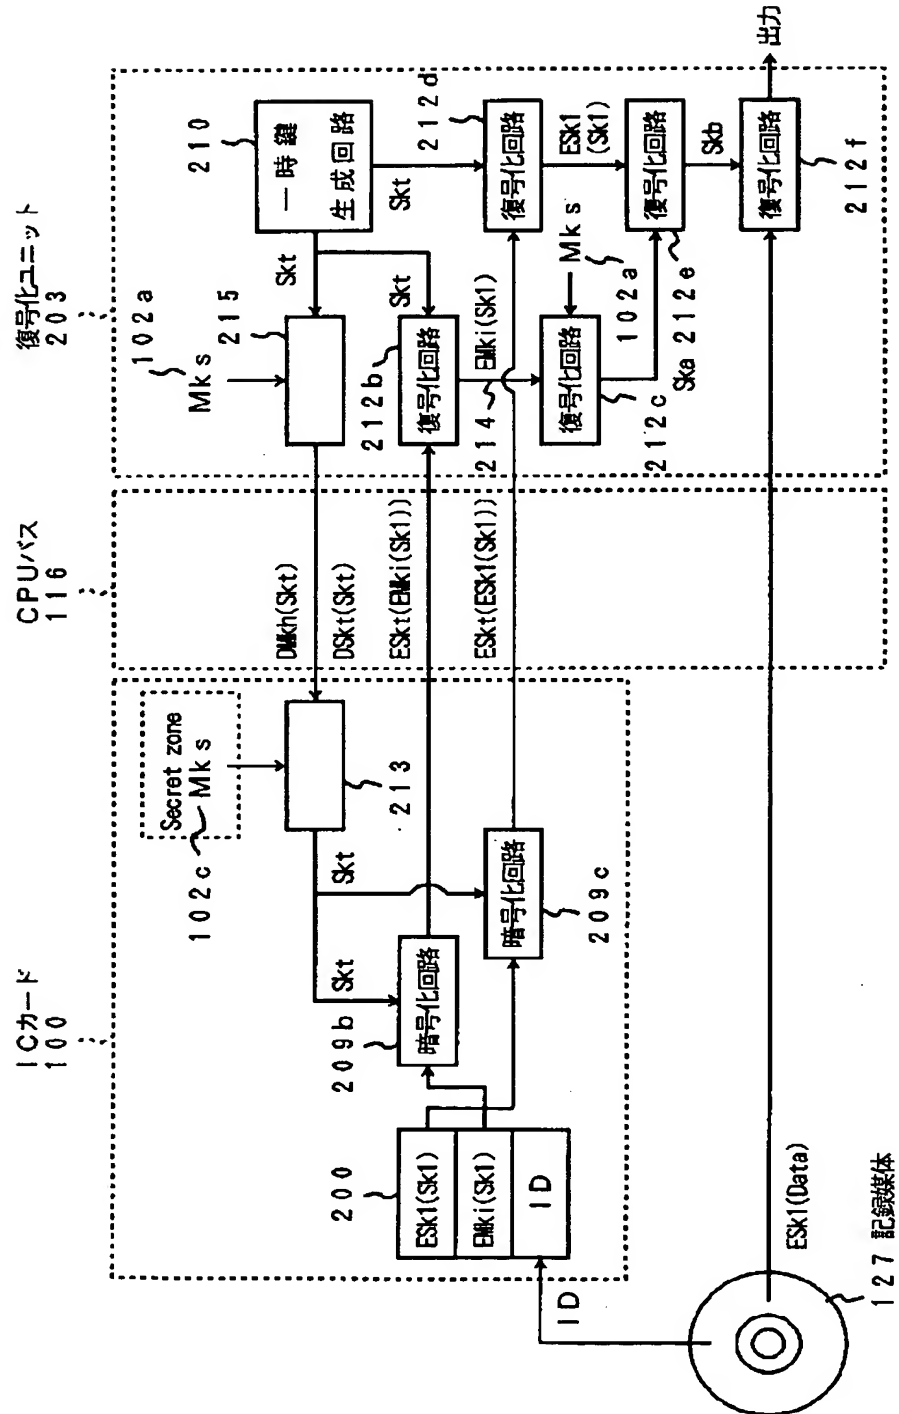 ICカード
100
CPUバス
116
復号化ユニット
203
Secret zone
Mks
102c
213
Skt
Skt
209b
暗号化回路
暗号化回路
209c
200
ESk1(Sk1)
EMki(Sk1)
ID
ID
DMkh(Skt)
DSkt(Skt)
ESkt(EMki(Sk1))
ESkt(ESk1(Sk1))
102a
Mks
215
Skt
210
一時鍵
生成回路
Skt
Skt
212b
復号化回路
214
EMki(Sk1)
212d
復号化回路
ESk1
(Sk1)
復号化回路
212c
Mks
102a
Ska
復号化回路
212e
Skb
復号化回路
212f
出力
ESk1(Data)
127 記録媒体